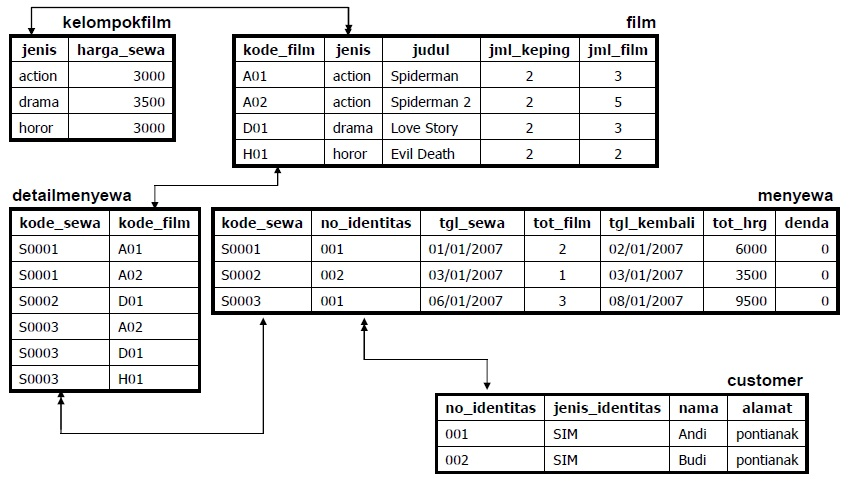 kelompokfilm
jenis harga_sewa
action 3000
drama 3500
horor 3000
film
kode_film jenis judul jml_keping jml_film
A01 action Spiderman 2 3
A02 action Spiderman 2 2 5
D01 drama Love Story 2 3
H01 horor Evil Death 2 2
detailmenyewa
kode_sewa kode_film
S0001 A01
S0001 A02
S0002 D01
S0003 A02
S0003 D01
S0003 H01
menyewa
kode_sewa no_identitas tgl_sewa tot_film tgl_kembali tot_hrg denda
S0001 001 01/01/2007 2 02/01/2007 6000 0
S0002 002 03/01/2007 1 03/01/2007 3500 0
S0003 001 06/01/2007 3 08/01/2007 9500 0
customer
no_identitas jenis_identitas nama alamat
001 SIM Andi pontianak
002 SIM Budi pontianak